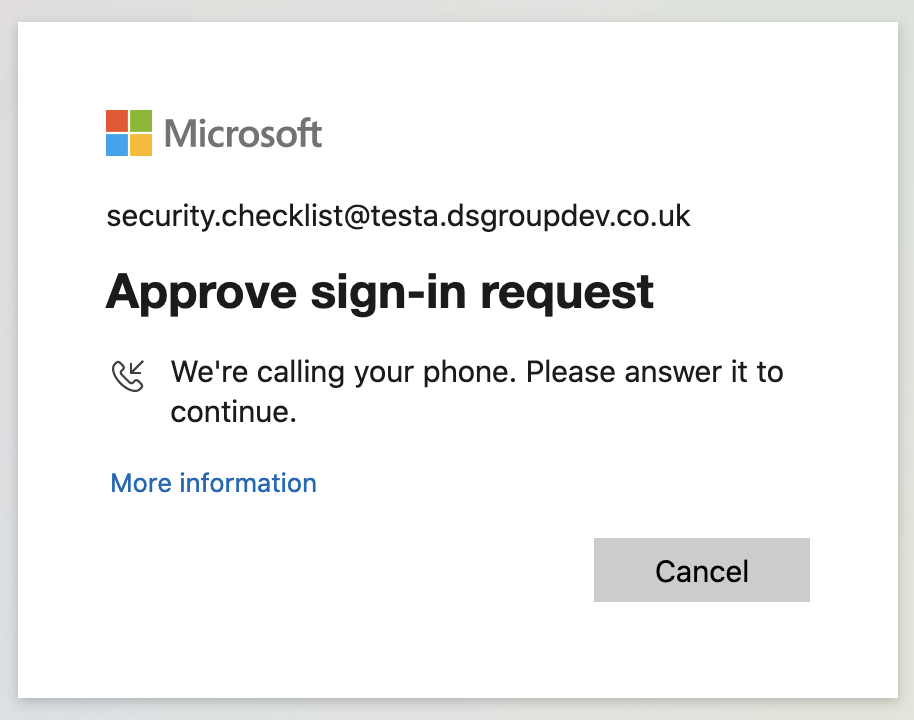 Microsoft
security.checklist@testa.dsgroupdev.co.uk
Approve sign-in request
We're calling your phone. Please answer it to
continue.
More information
Cancel